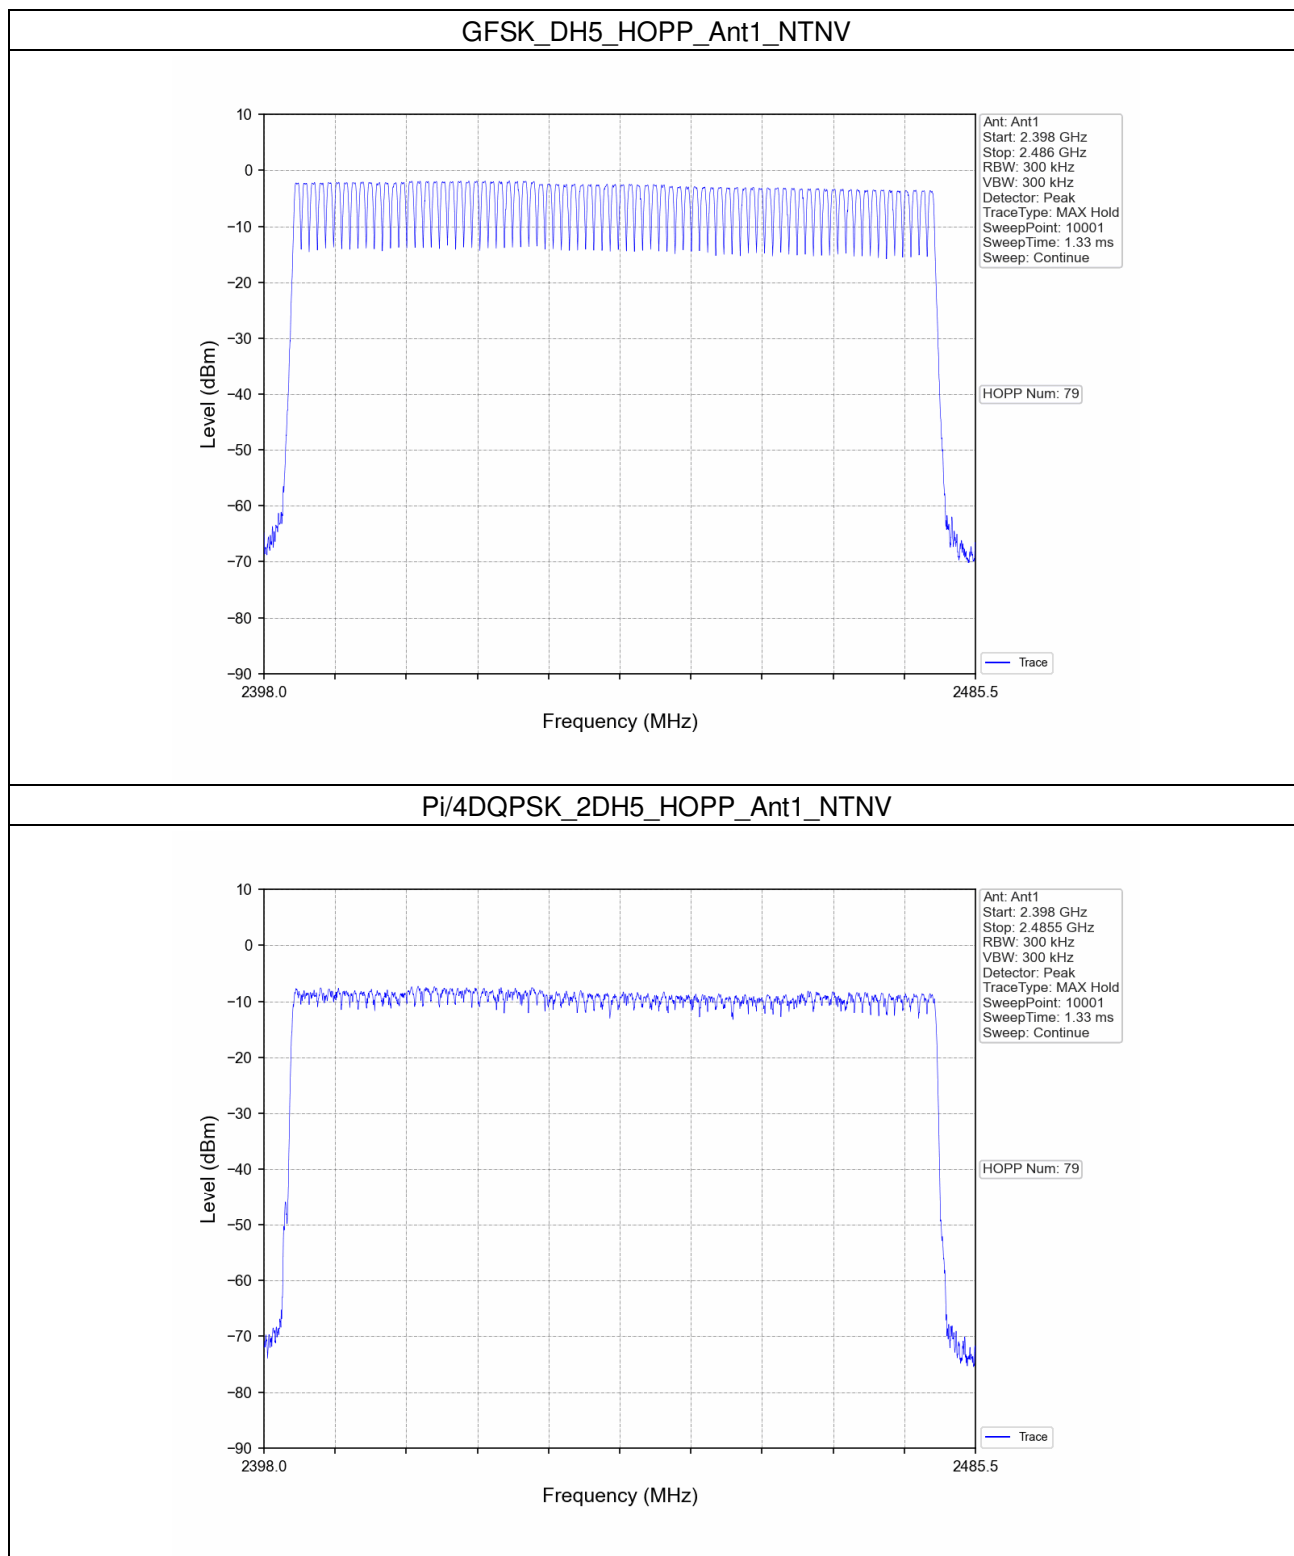 GFSK_DH5_HOPP_Ant1_NTNV
10
0
−10
−20
−30
−40
−50
−60
−70
−80
−90
Level (dBm)
2398.0
2485.5
Frequency (MHz)
Ant: Ant1
Start: 2.398 GHz
Stop: 2.486 GHz
RBW: 300 kHz
VBW: 300 kHz
Detector: Peak
TraceType: MAX Hold
SweepPoint: 10001
SweepTime: 1.33 ms
Sweep: Continue
HOPP Num: 79
Trace
Pi/4DQPSK_2DH5_HOPP_Ant1_NTNV
10
0
−10
−20
−30
−40
−50
−60
−70
−80
−90
Level (dBm)
2398.0
2485.5
Frequency (MHz)
Ant: Ant1
Start: 2.398 GHz
Stop: 2.4855 GHz
RBW: 300 kHz
VBW: 300 kHz
Detector: Peak
TraceType: MAX Hold
SweepPoint: 10001
SweepTime: 1.33 ms
Sweep: Continue
HOPP Num: 79
Trace